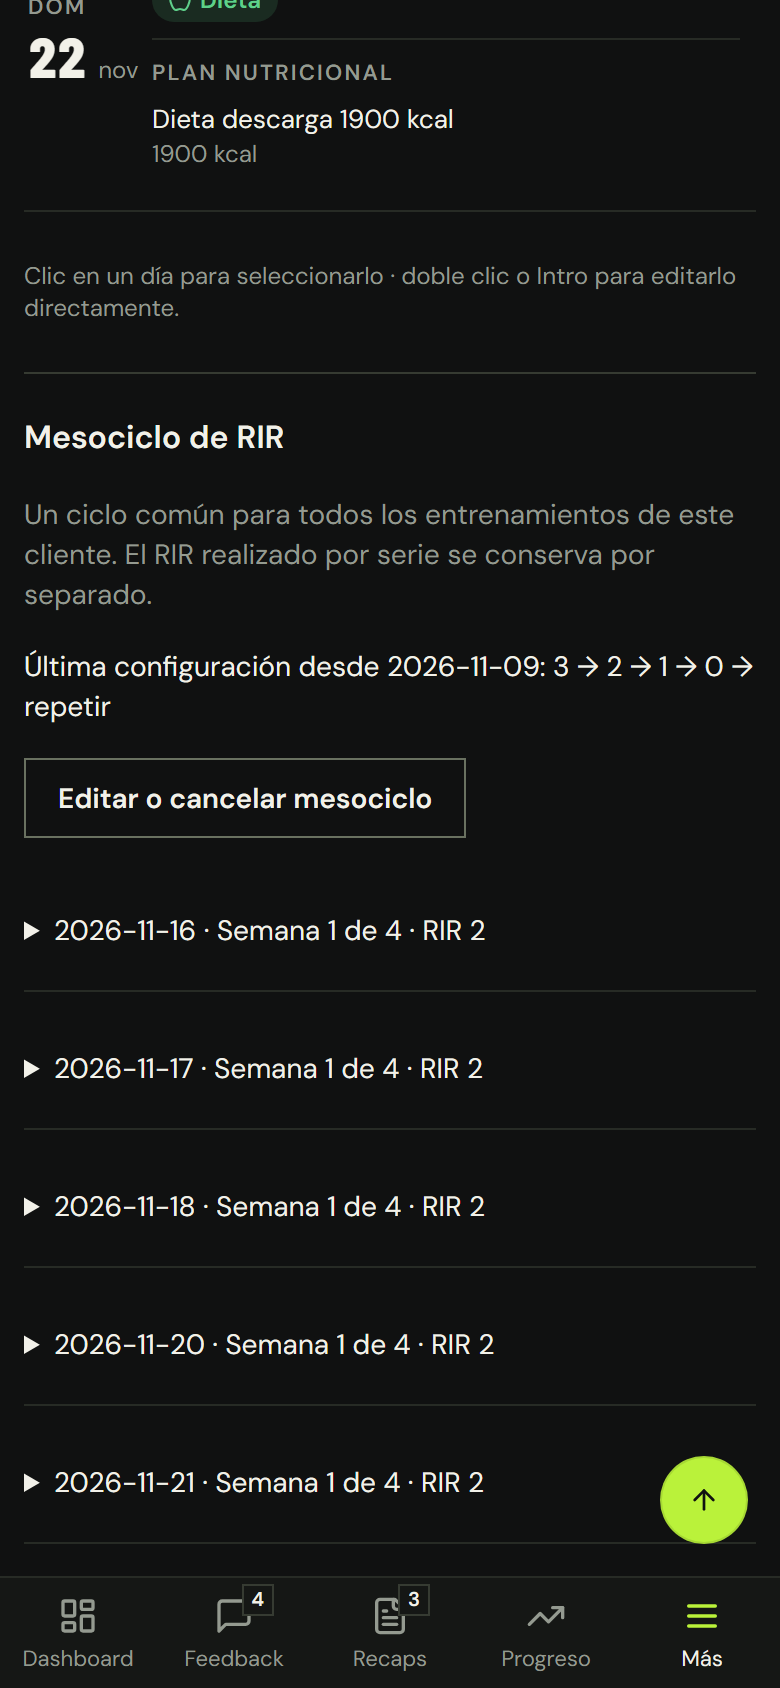 DOM
Dieta
22 nov
PLAN NUTRICIONAL
Dieta descarga 1900 kcal
1900 kcal
Clic en un día para seleccionarlo · doble clic o Intro para editarlo
directamente.
Mesociclo de RIR
Un ciclo común para todos los entrenamientos de este
cliente. El RIR realizado por serie se conserva por
separado.
Última configuración desde 2026-11-09: 3 → 2 → 1 → 0 →
repetir
Editar o cancelar mesociclo
▶ 2026-11-16 · Semana 1 de 4 · RIR 2
▶ 2026-11-17 · Semana 1 de 4 · RIR 2
▶ 2026-11-18 · Semana 1 de 4 · RIR 2
▶ 2026-11-20 · Semana 1 de 4 · RIR 2
▶ 2026-11-21 · Semana 1 de 4 · RIR 2
4
3
Dashboard
Feedback
Recaps
Progreso
Más